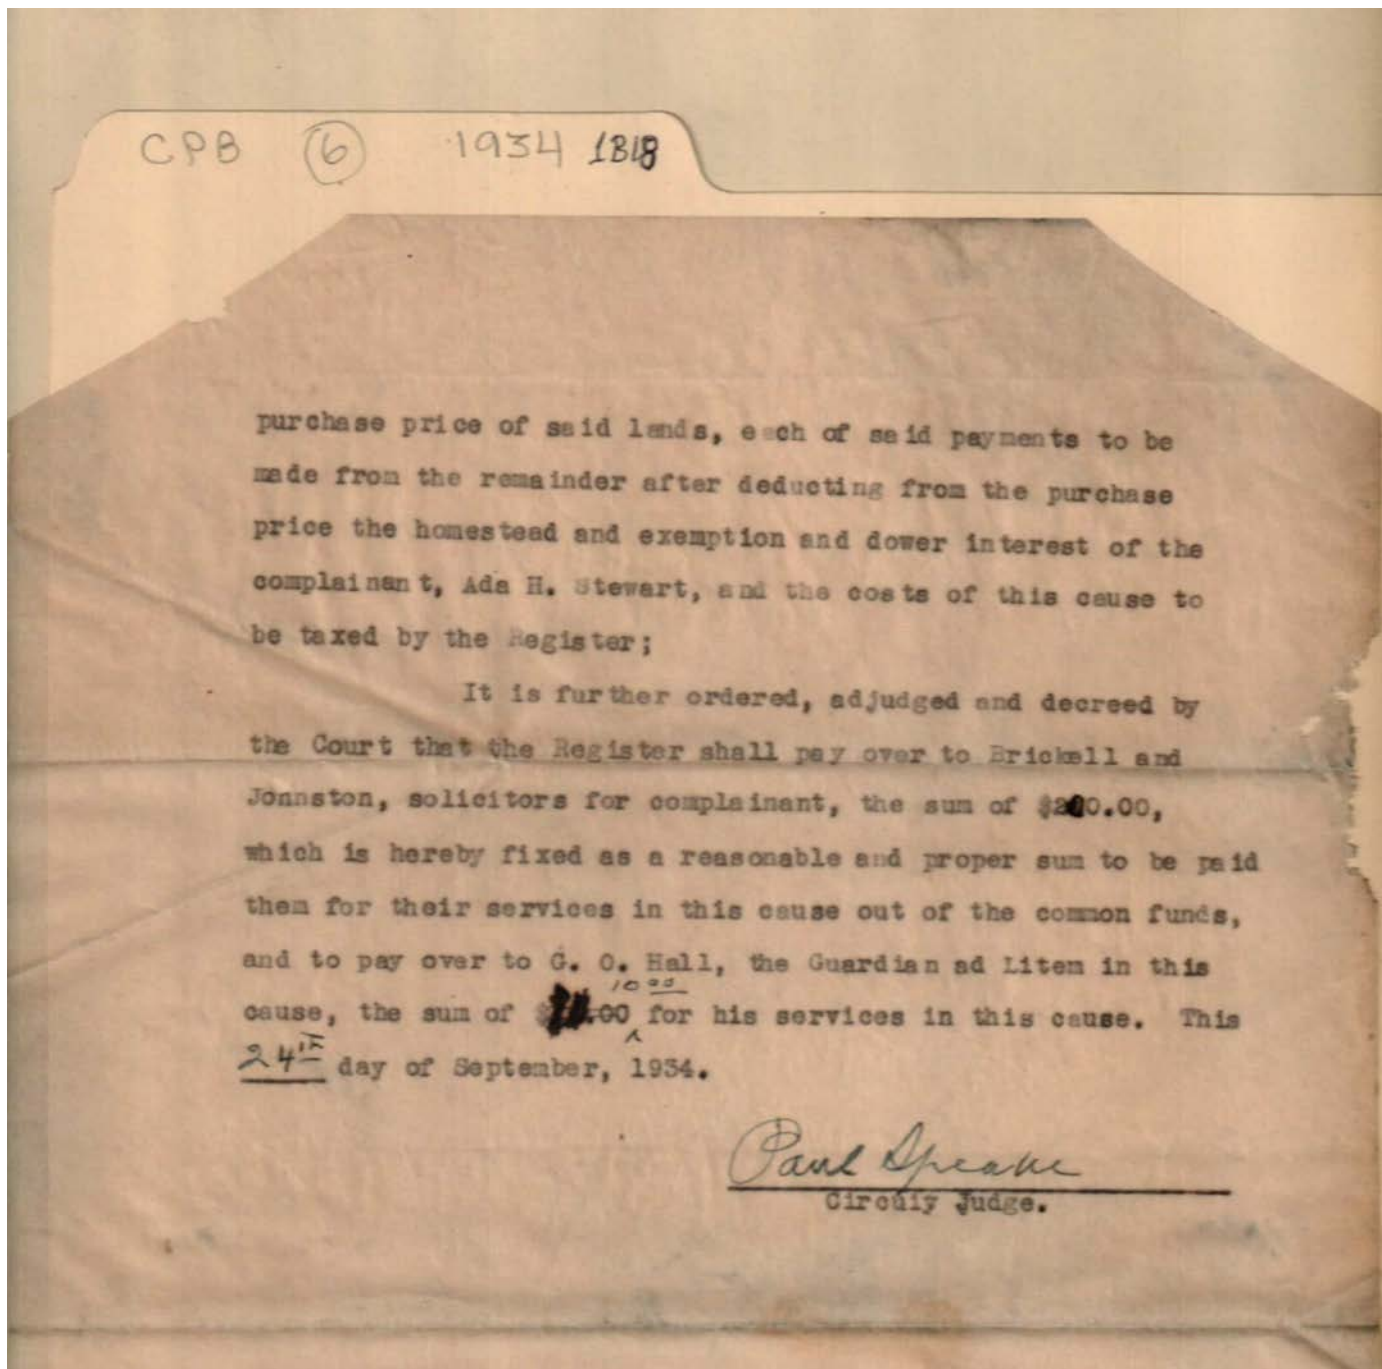 CPB 6 1934 1318
purchase price of said lands, each of said payments to be
made from the remainder after deducting from the purchase
price the homestead and exemption and dower interest of the
complainant, Ada H. Stewart, and the costs of this cause to
be taxed by the Register;
It is further ordered, adjudged and decreed by
the Court that the Register shall pay over to Brickell and
Johnston, solicitors for complainant, the sum of
which is hereby fixed as a reasonable and proper sum to be paid
them for their services in this cause out of the common funds,
and to pay over to G. O. Hall, the Guardian ad Litem in this
10 00
cause, the sum of for his services in this cause. This
24th day of September, 1934.
Paul Speake
Circuiy Judge.